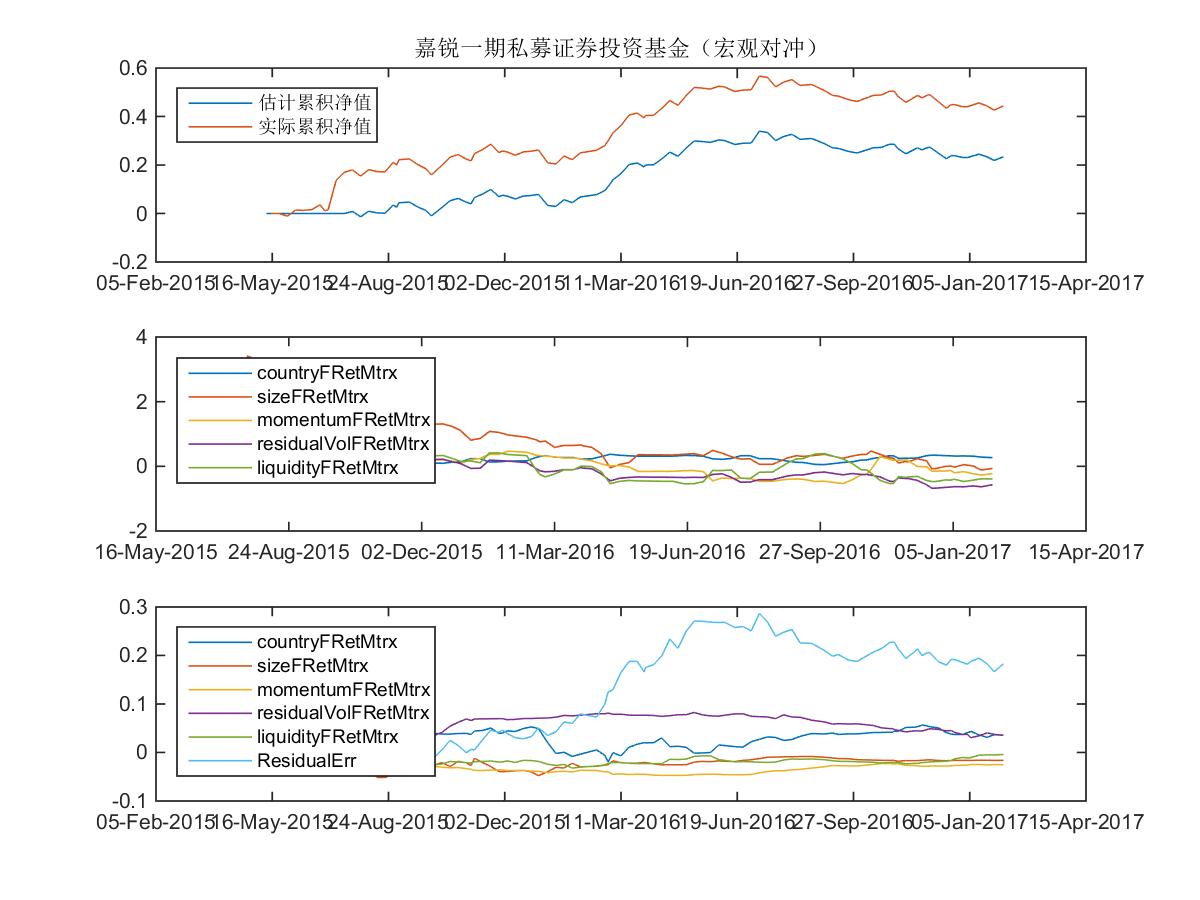 嘉锐一期私募证券投资基金（宏观对冲）
0.6
估计累积净值
实际累积净值
0.4
0.2
0
-0.2
05-Feb-2015 16-May-2015 24-Aug-2015 02-Dec-2015 11-Mar-2016 19-Jun-2016 27-Sep-2016 05-Jan-2017 15-Apr-2017
4
countryFRetMtrx
sizeFRetMtrx
momentumFRetMtrx
residualVolFRetMtrx
liquidityFRetMtrx
2
0
-2
16-May-2015 24-Aug-2015 02-Dec-2015 11-Mar-2016 19-Jun-2016 27-Sep-2016 05-Jan-2017 15-Apr-2017
0.3
countryFRetMtrx
sizeFRetMtrx
momentumFRetMtrx
residualVolFRetMtrx
liquidityFRetMtrx
ResidualErr
0.2
0.1
0
-0.1
05-Feb-2015 16-May-2015 24-Aug-2015 02-Dec-2015 11-Mar-2016 19-Jun-2016 27-Sep-2016 05-Jan-2017 15-Apr-2017